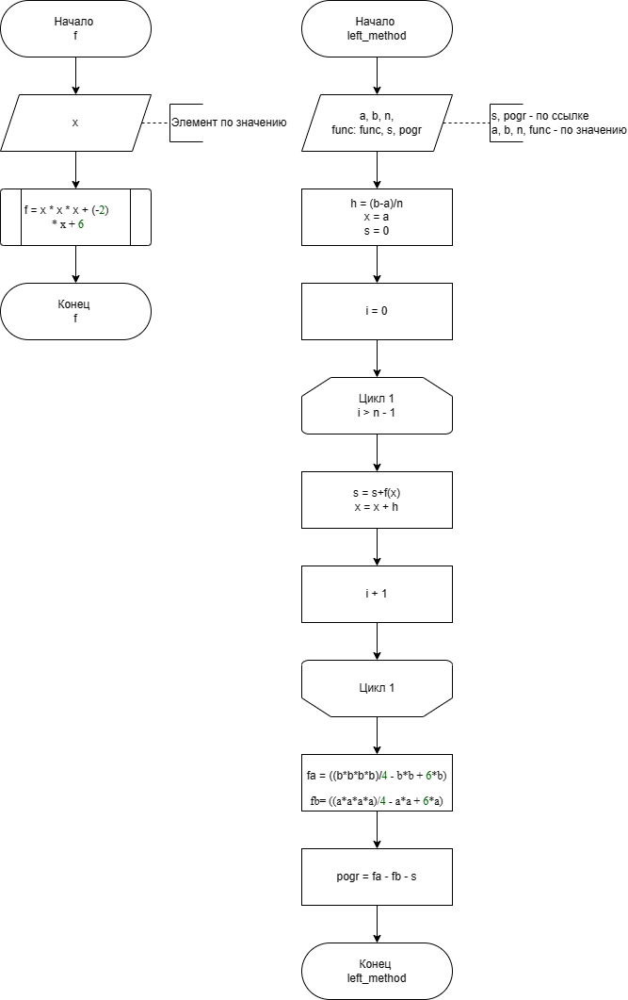 Начало
f
x
Элемент по значению
f = x * x * x + (-2)
* x + 6
Конец
f
Начало
left_method
a, b, n,
func: func, s, pogr
s, pogr - по ссылке
a, b, n, func - по значению
h = (b-a)/n
x = a
s = 0
i = 0
Цикл 1
i > n - 1
s = s+f(x)
x = x + h
i + 1
Цикл 1
fa = ((b*b*b*b)/4 - b*b + 6*b)
fb= ((a*a*a*a)/4 - a*a + 6*a)
pogr = fa - fb - s
Конец
left_method